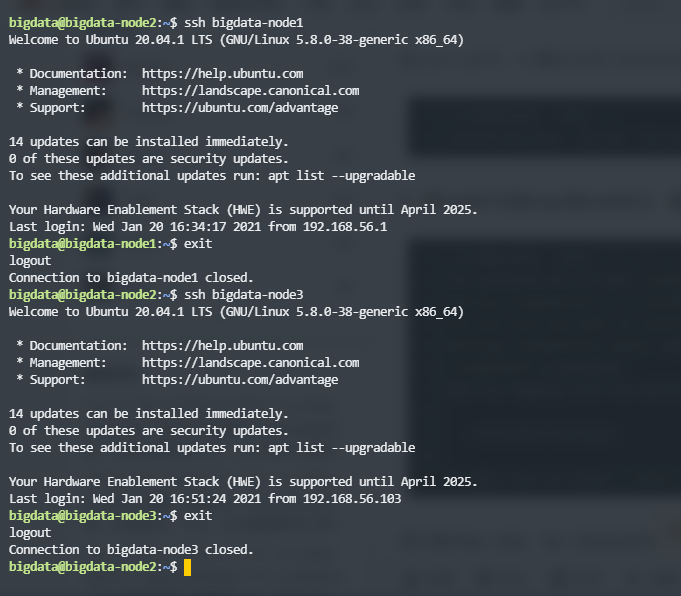 bigdata@bigdata-node2:~$ ssh bigdata-node1
Welcome to Ubuntu 20.04.1 LTS (GNU/Linux 5.8.0-38-generic x86_64)
* Documentation:  https://help.ubuntu.com
* Management:     https://landscape.canonical.com
* Support:        https://ubuntu.com/advantage
14 updates can be installed immediately.
0 of these updates are security updates.
To see these additional updates run: apt list --upgradable
Your Hardware Enablement Stack (HWE) is supported until April 2025.
Last login: Wed Jan 20 16:34:17 2021 from 192.168.56.1
bigdata@bigdata-node1:~$ exit
logout
Connection to bigdata-node1 closed.
bigdata@bigdata-node2:~$ ssh bigdata-node3
Welcome to Ubuntu 20.04.1 LTS (GNU/Linux 5.8.0-38-generic x86_64)
* Documentation:  https://help.ubuntu.com
* Management:     https://landscape.canonical.com
* Support:        https://ubuntu.com/advantage
14 updates can be installed immediately.
0 of these updates are security updates.
To see these additional updates run: apt list --upgradable
Your Hardware Enablement Stack (HWE) is supported until April 2025.
Last login: Wed Jan 20 16:51:24 2021 from 192.168.56.103
bigdata@bigdata-node3:~$ exit
logout
Connection to bigdata-node3 closed.
bigdata@bigdata-node2:~$